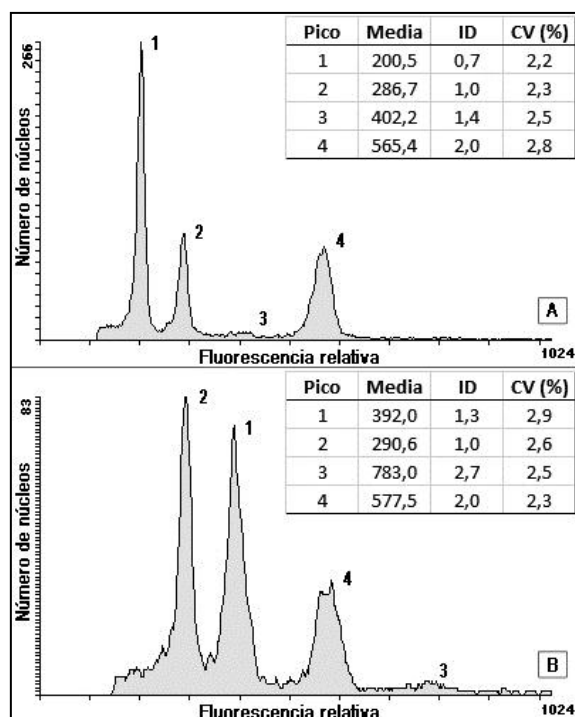 266
Número de núcleos
1
2
3
4
Pico Media ID CV (%)
1 200,5 0,7 2,2
2 286,7 1,0 2,3
3 402,2 1,4 2,5
4 565,4 2,0 2,8
A
Fluorescencia relativa
1024
83
Número de núcleos
2
1
4
3
Pico Media ID CV (%)
1 392,0 1,3 2,9
2 290,6 1,0 2,6
3 783,0 2,7 2,5
4 577,5 2,0 2,3
B
Fluorescencia relativa
1024